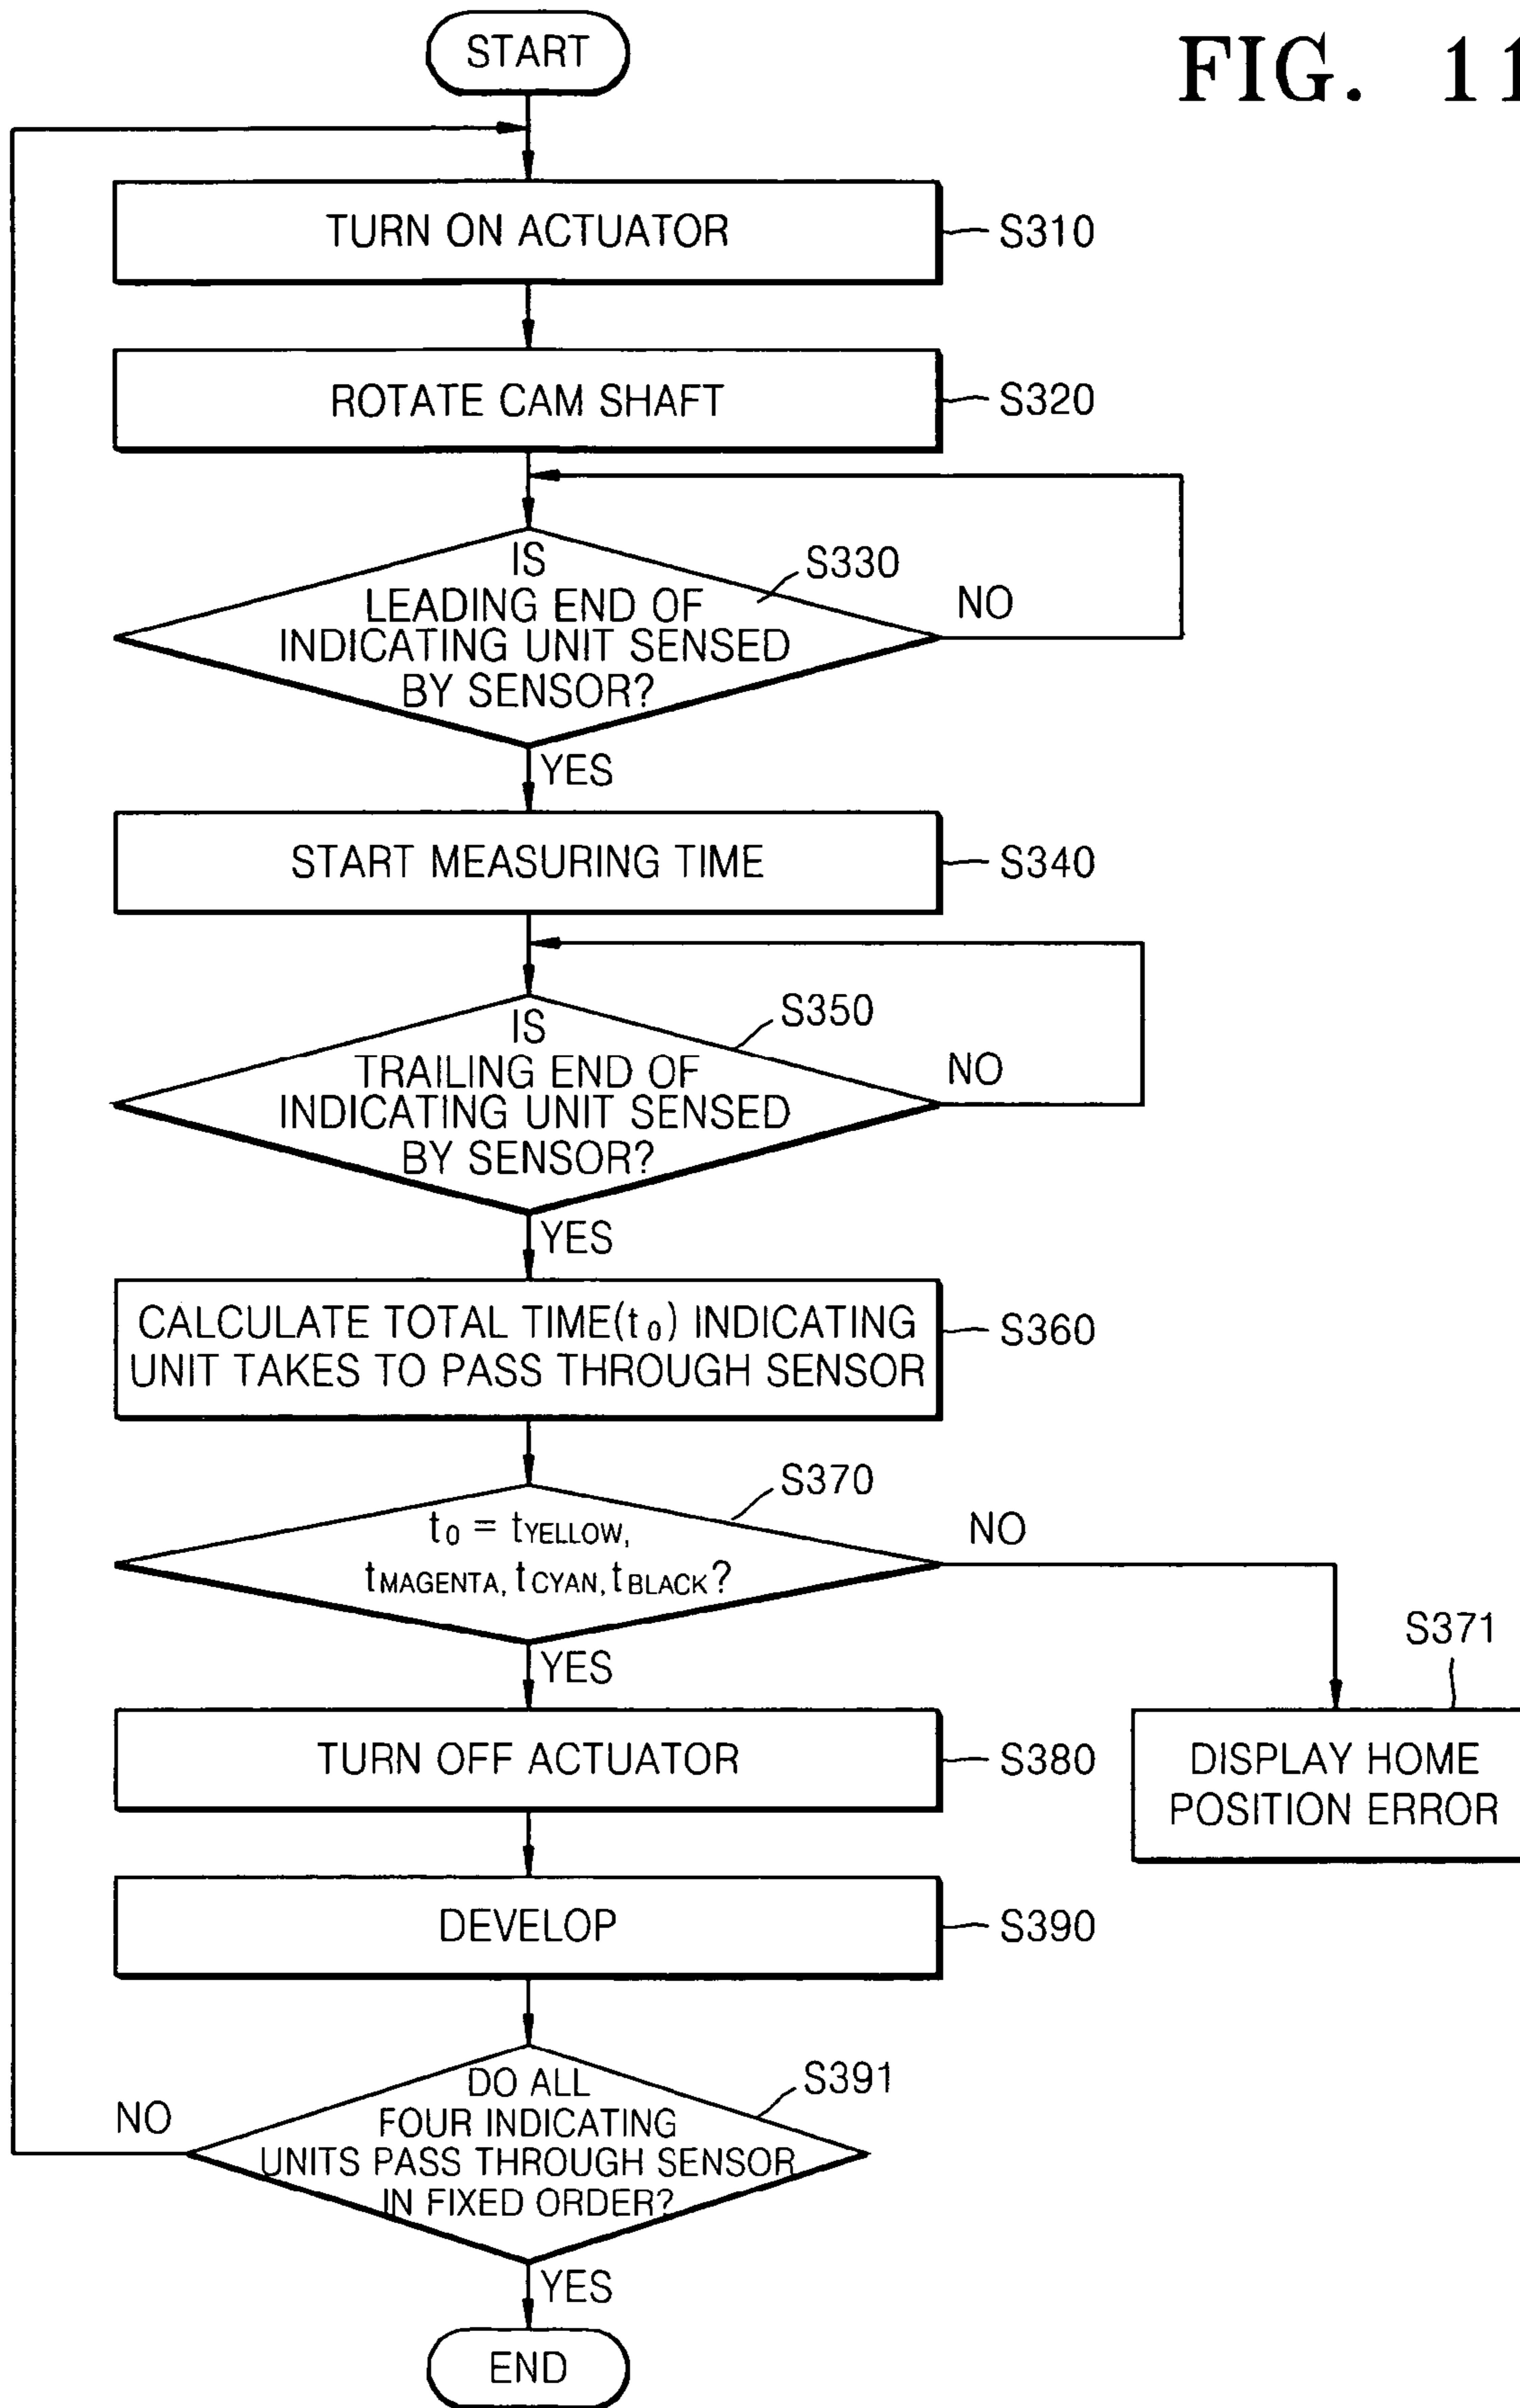 FIG. 11
START
TURN ON ACTUATOR
S310
ROTATE CAM SHAFT
S320
IS
LEADING END OF
INDICATING UNIT SENSED
BY SENSOR?
S330
NO
YES
START MEASURING TIME
S340
IS
TRAILING END OF
INDICATING UNIT SENSED
BY SENSOR?
S350
NO
YES
CALCULATE TOTAL TIME(t0) INDICATING
UNIT TAKES TO PASS THROUGH SENSOR
S360
t0 = tYELLOW,
tMAGENTA, tCYAN, tBLACK?
S370
NO
YES
S371
DISPLAY HOME
POSITION ERROR
TURN OFF ACTUATOR
S380
DEVELOP
S390
DO ALL
FOUR INDICATING
UNITS PASS THROUGH SENSOR
IN FIXED ORDER?
S391
NO
YES
END